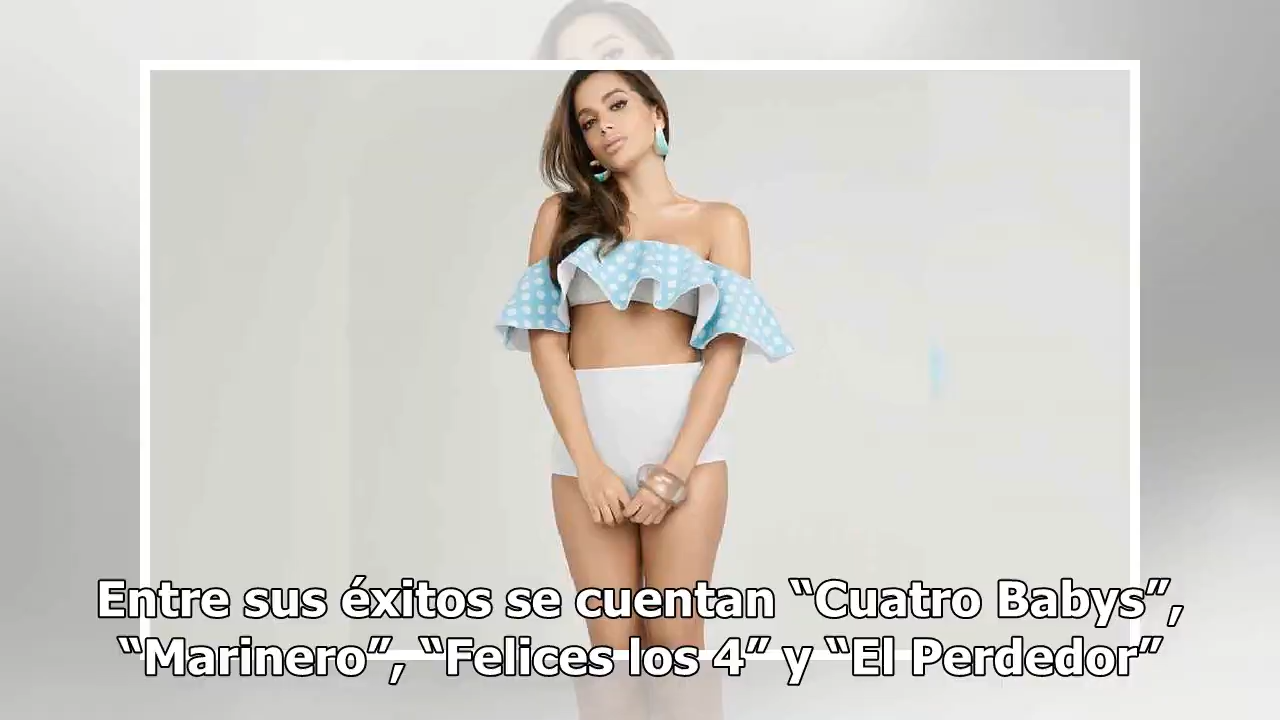 Entre sus éxitos se cuentan “Cuatro Babys”,
“Marinero”, “Felices los 4” y “El Perdedor”